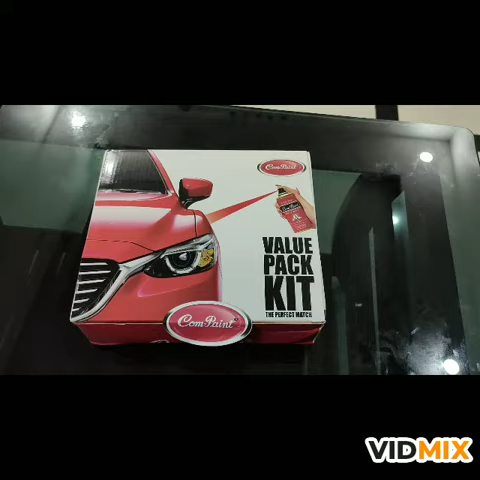 ComPaint
VALUE
PACK
KIT
THE PERFECT MATCH
ComPaint
VIDMIX